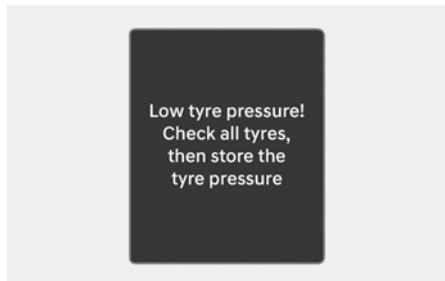 Low tyre pressure!
Check all tyres,
then store the
tyre pressure